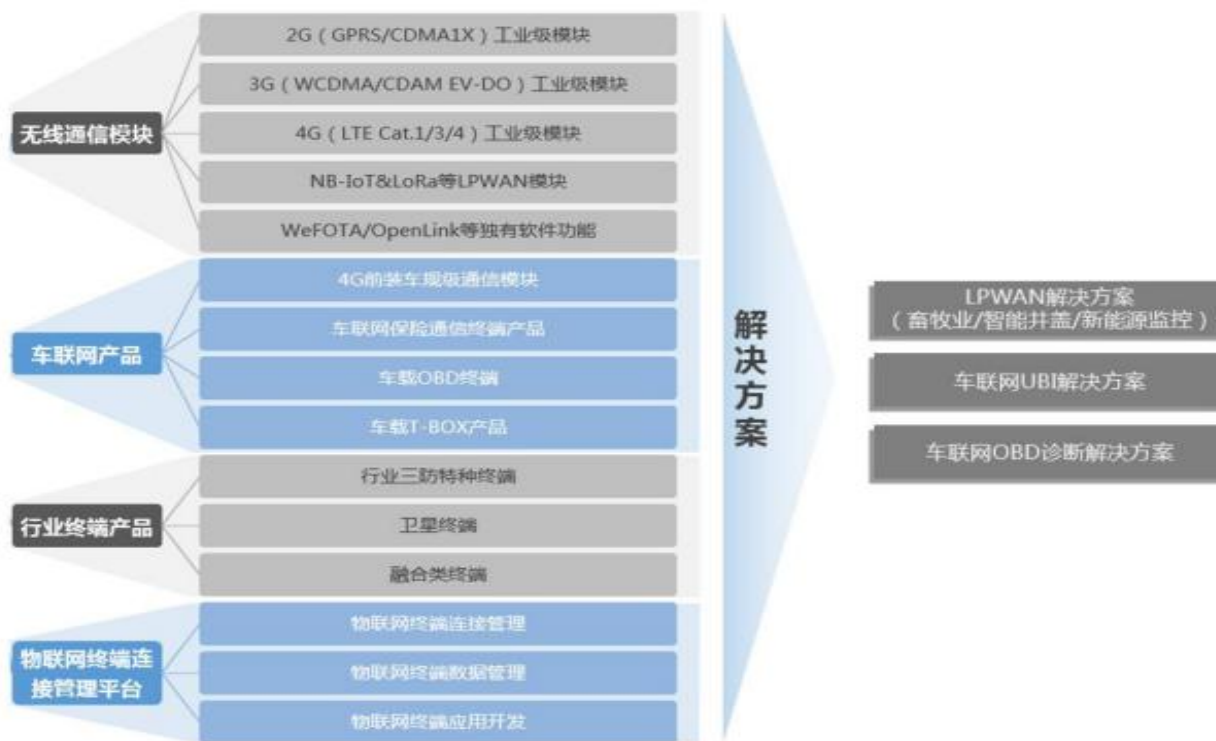 无线通信模块
2G（GPRS/CDMA1X）工业级模块
3G（WCDMA/CDAM EV-DO）工业级模块
4G（LTE Cat.1/3/4）工业级模块
NB-IoT&LoRa等LPWAN模块
WeFOTA/OpenLink等独有软件功能
车联网产品
4G前装车规级通信模块
车联网保险通信终端产品
车载OBD终端
车载T-BOX产品
行业终端产品
行业三防特种终端
卫星终端
融合类终端
物联网终端连
接管理平台
物联网终端连接管理
物联网终端数据管理
物联网终端应用开发
解决方案
LPWAN解决方案
（畜牧业/智能井盖/新能源监控）
车联网UBI解决方案
车联网OBD诊断解决方案